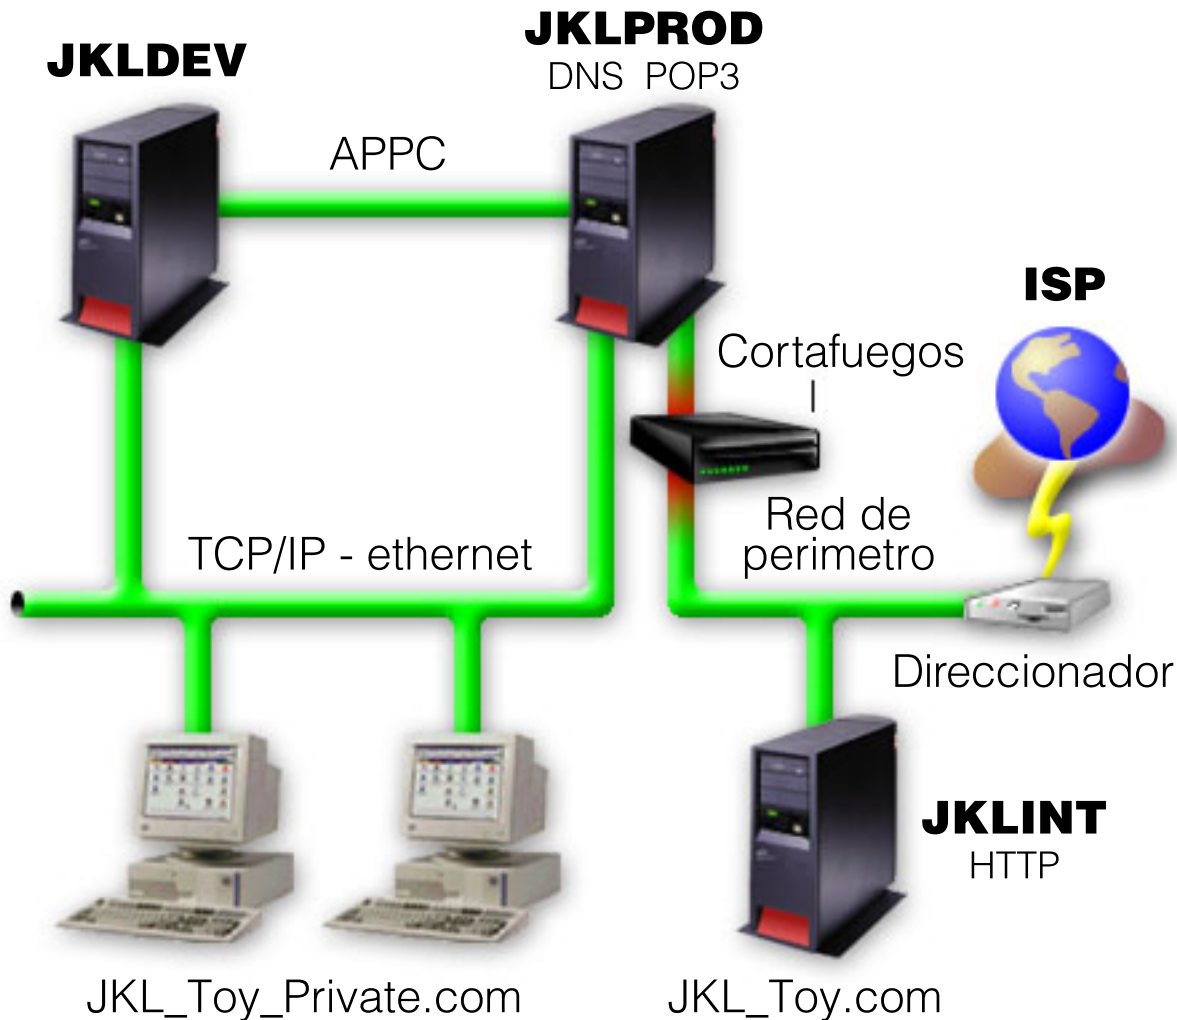 JKLPROD
DNS POP3
JKLDEV
APPC
ISP
Cortafuegos
Red de
perimetro
TCP/IP - ethernet
Direccionador
JKLINT
HTTP
JKL_Toy_Private.com
JKL_Toy.com